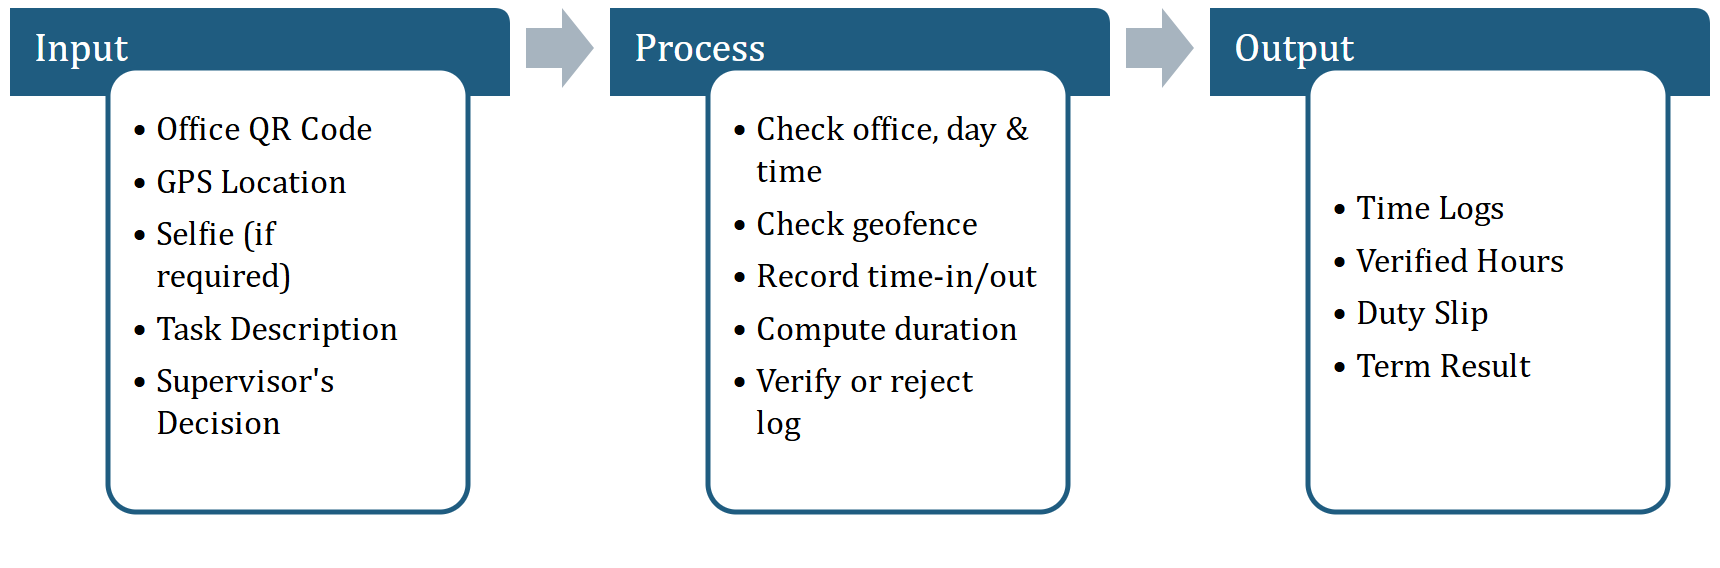 Input
• Office QR Code
• GPS Location
• Selfie (if
required)
• Task Description
• Supervisor's
Decision
Process
• Check office, day &
time
• Check geofence
• Record time-in/out
• Compute duration
• Verify or reject
log
Output
• Time Logs
• Verified Hours
• Duty Slip
• Term Result